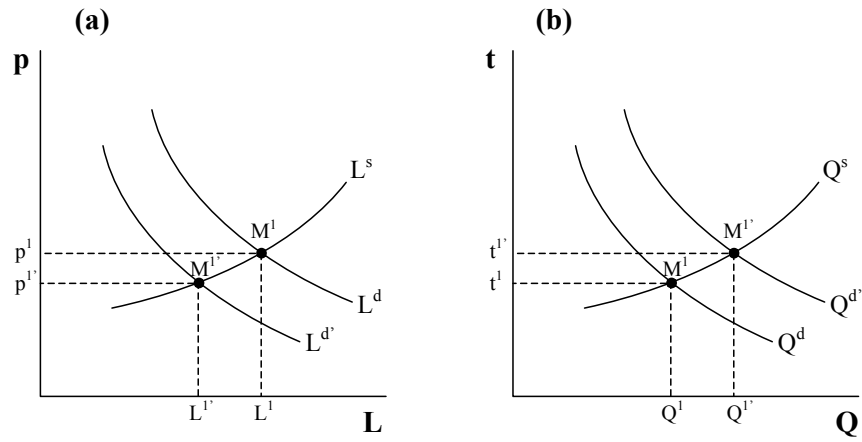 (a)
p
L^s
M^1
p^1
p^1'
M^1'
L^d
L^d'
L^1'
L^1
L
(b)
t
Q^s
M^1'
t^1'
t^1
M^1
Q^d'
Q^d
Q^1
Q^1'
Q